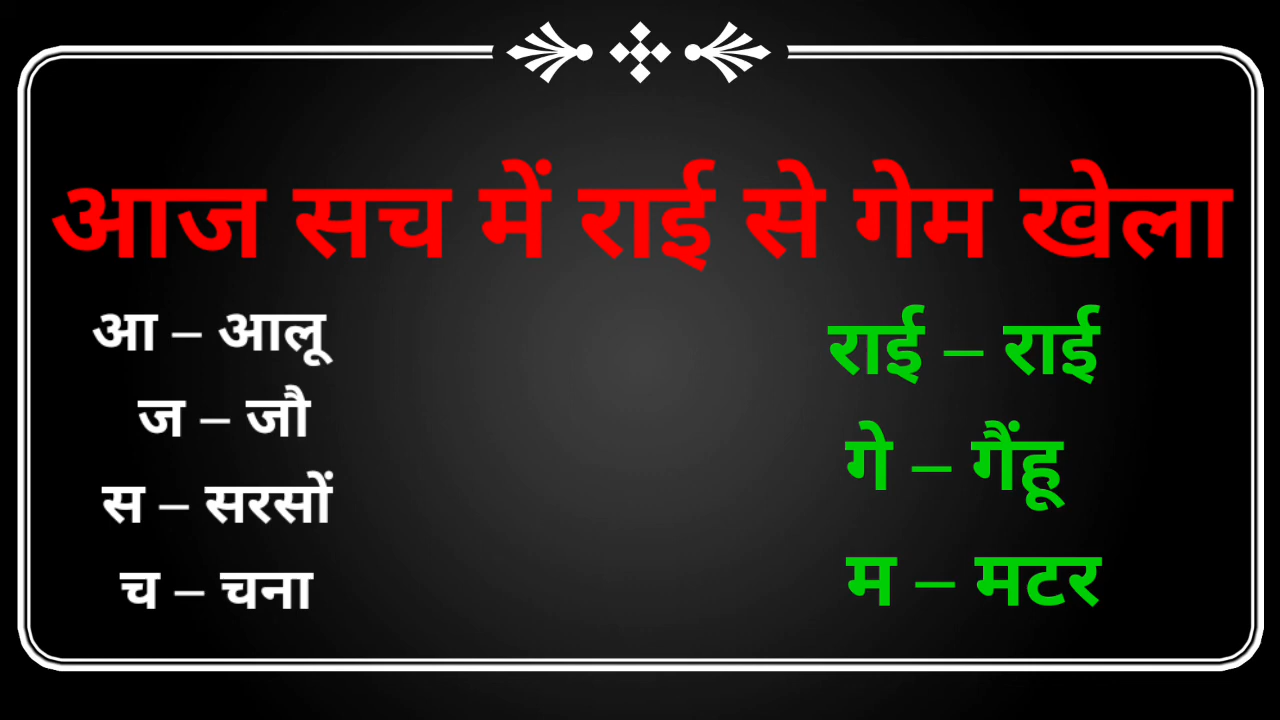 आज सच में राई से गेम खेला
आ – आलू
ज – जौ
स – सरसों
च – चना
राई – राई
गे – गैंहू
म – मटर